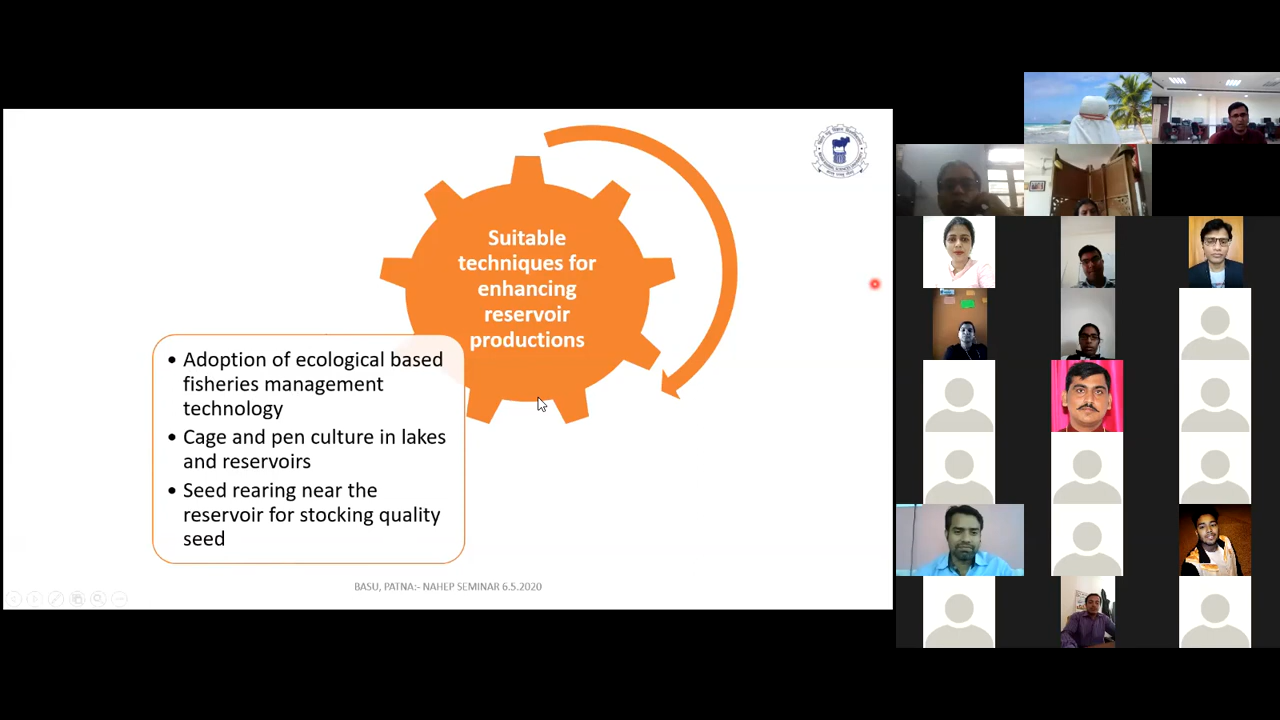 Suitable
techniques for
enhancing
reservoir
productions
• Adoption of ecological based
fisheries management
technology
• Cage and pen culture in lakes
and reservoirs
• Seed rearing near the
reservoir for stocking quality
seed
BASU, PATNA:- NAHEP SEMINAR 6.5.2020